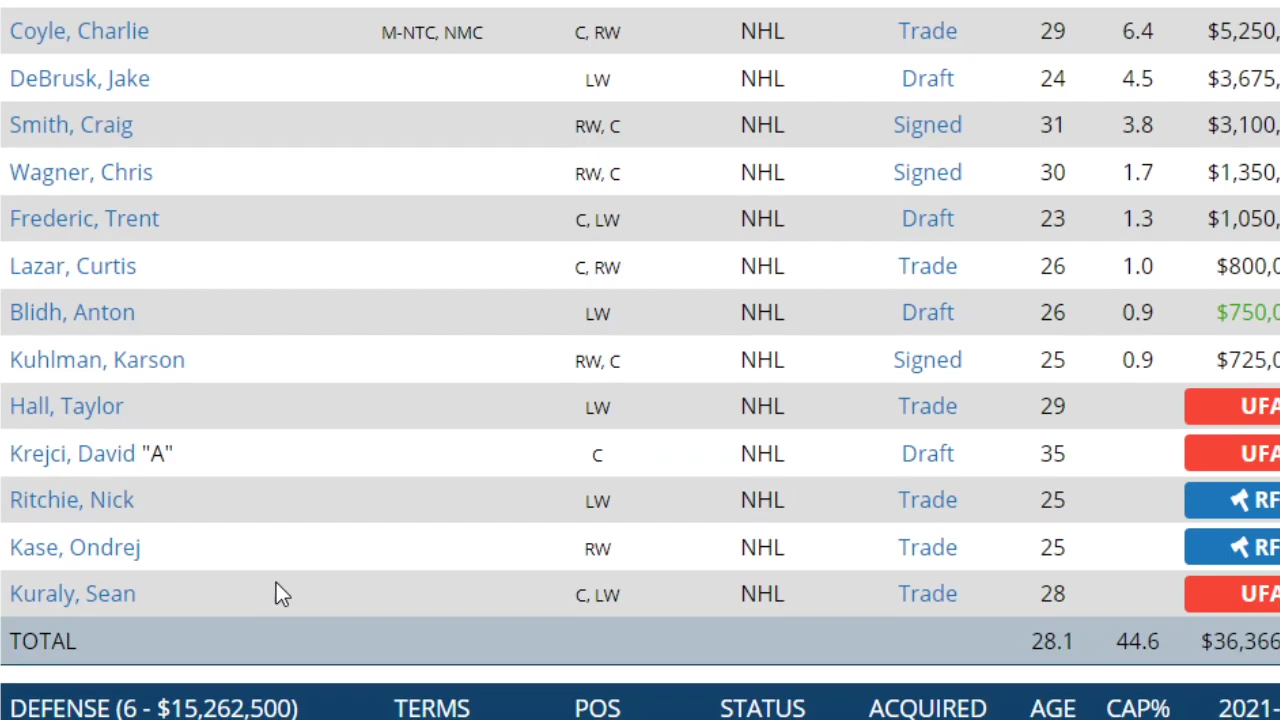 Coyle, Charlie M-NTC, NMC C, RW NHL Trade 29 6.4 $5,250,
DeBrusk, Jake LW NHL Draft 24 4.5 $3,675,
Smith, Craig RW, C NHL Signed 31 3.8 $3,100,
Wagner, Chris RW, C NHL Signed 30 1.7 $1,350,
Frederic, Trent C, LW NHL Draft 23 1.3 $1,050,
Lazar, Curtis C, RW NHL Trade 26 1.0 $800,0
Blidh, Anton LW NHL Draft 26 0.9 $750,0
Kuhlman, Karson RW, C NHL Signed 25 0.9 $725,0
Hall, Taylor LW NHL Trade 29 UFA
Krejci, David "A" C NHL Draft 35 UFA
Ritchie, Nick LW NHL Trade 25 RF
Kase, Ondrej RW NHL Trade 25 RF
Kuraly, Sean C, LW NHL Trade 28 UFA
TOTAL 28.1 44.6 $36,366
DEFENSE (6 - $15,262,500) TERMS POS STATUS ACQUIRED AGE CAP% 2021-